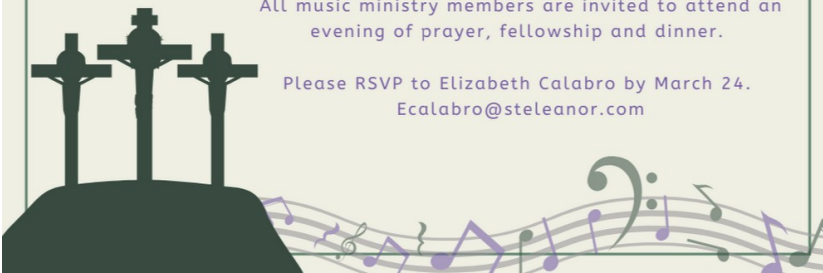 All music ministry members are invited to attend an
evening of prayer, fellowship and dinner.
Please RSVP to Elizabeth Calabro by March 24.
Ecalabro@steleanor.com